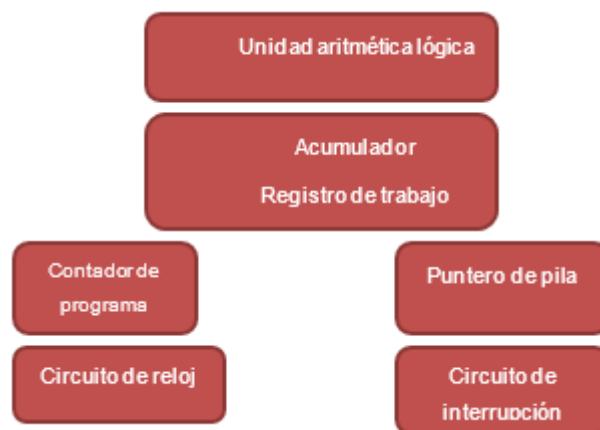 Unidad aritmética lógica
Acumulador
Registro de trabajo
Contador de
programa
Puntero de pila
Circuito de reloj
Circuito de
interrupción